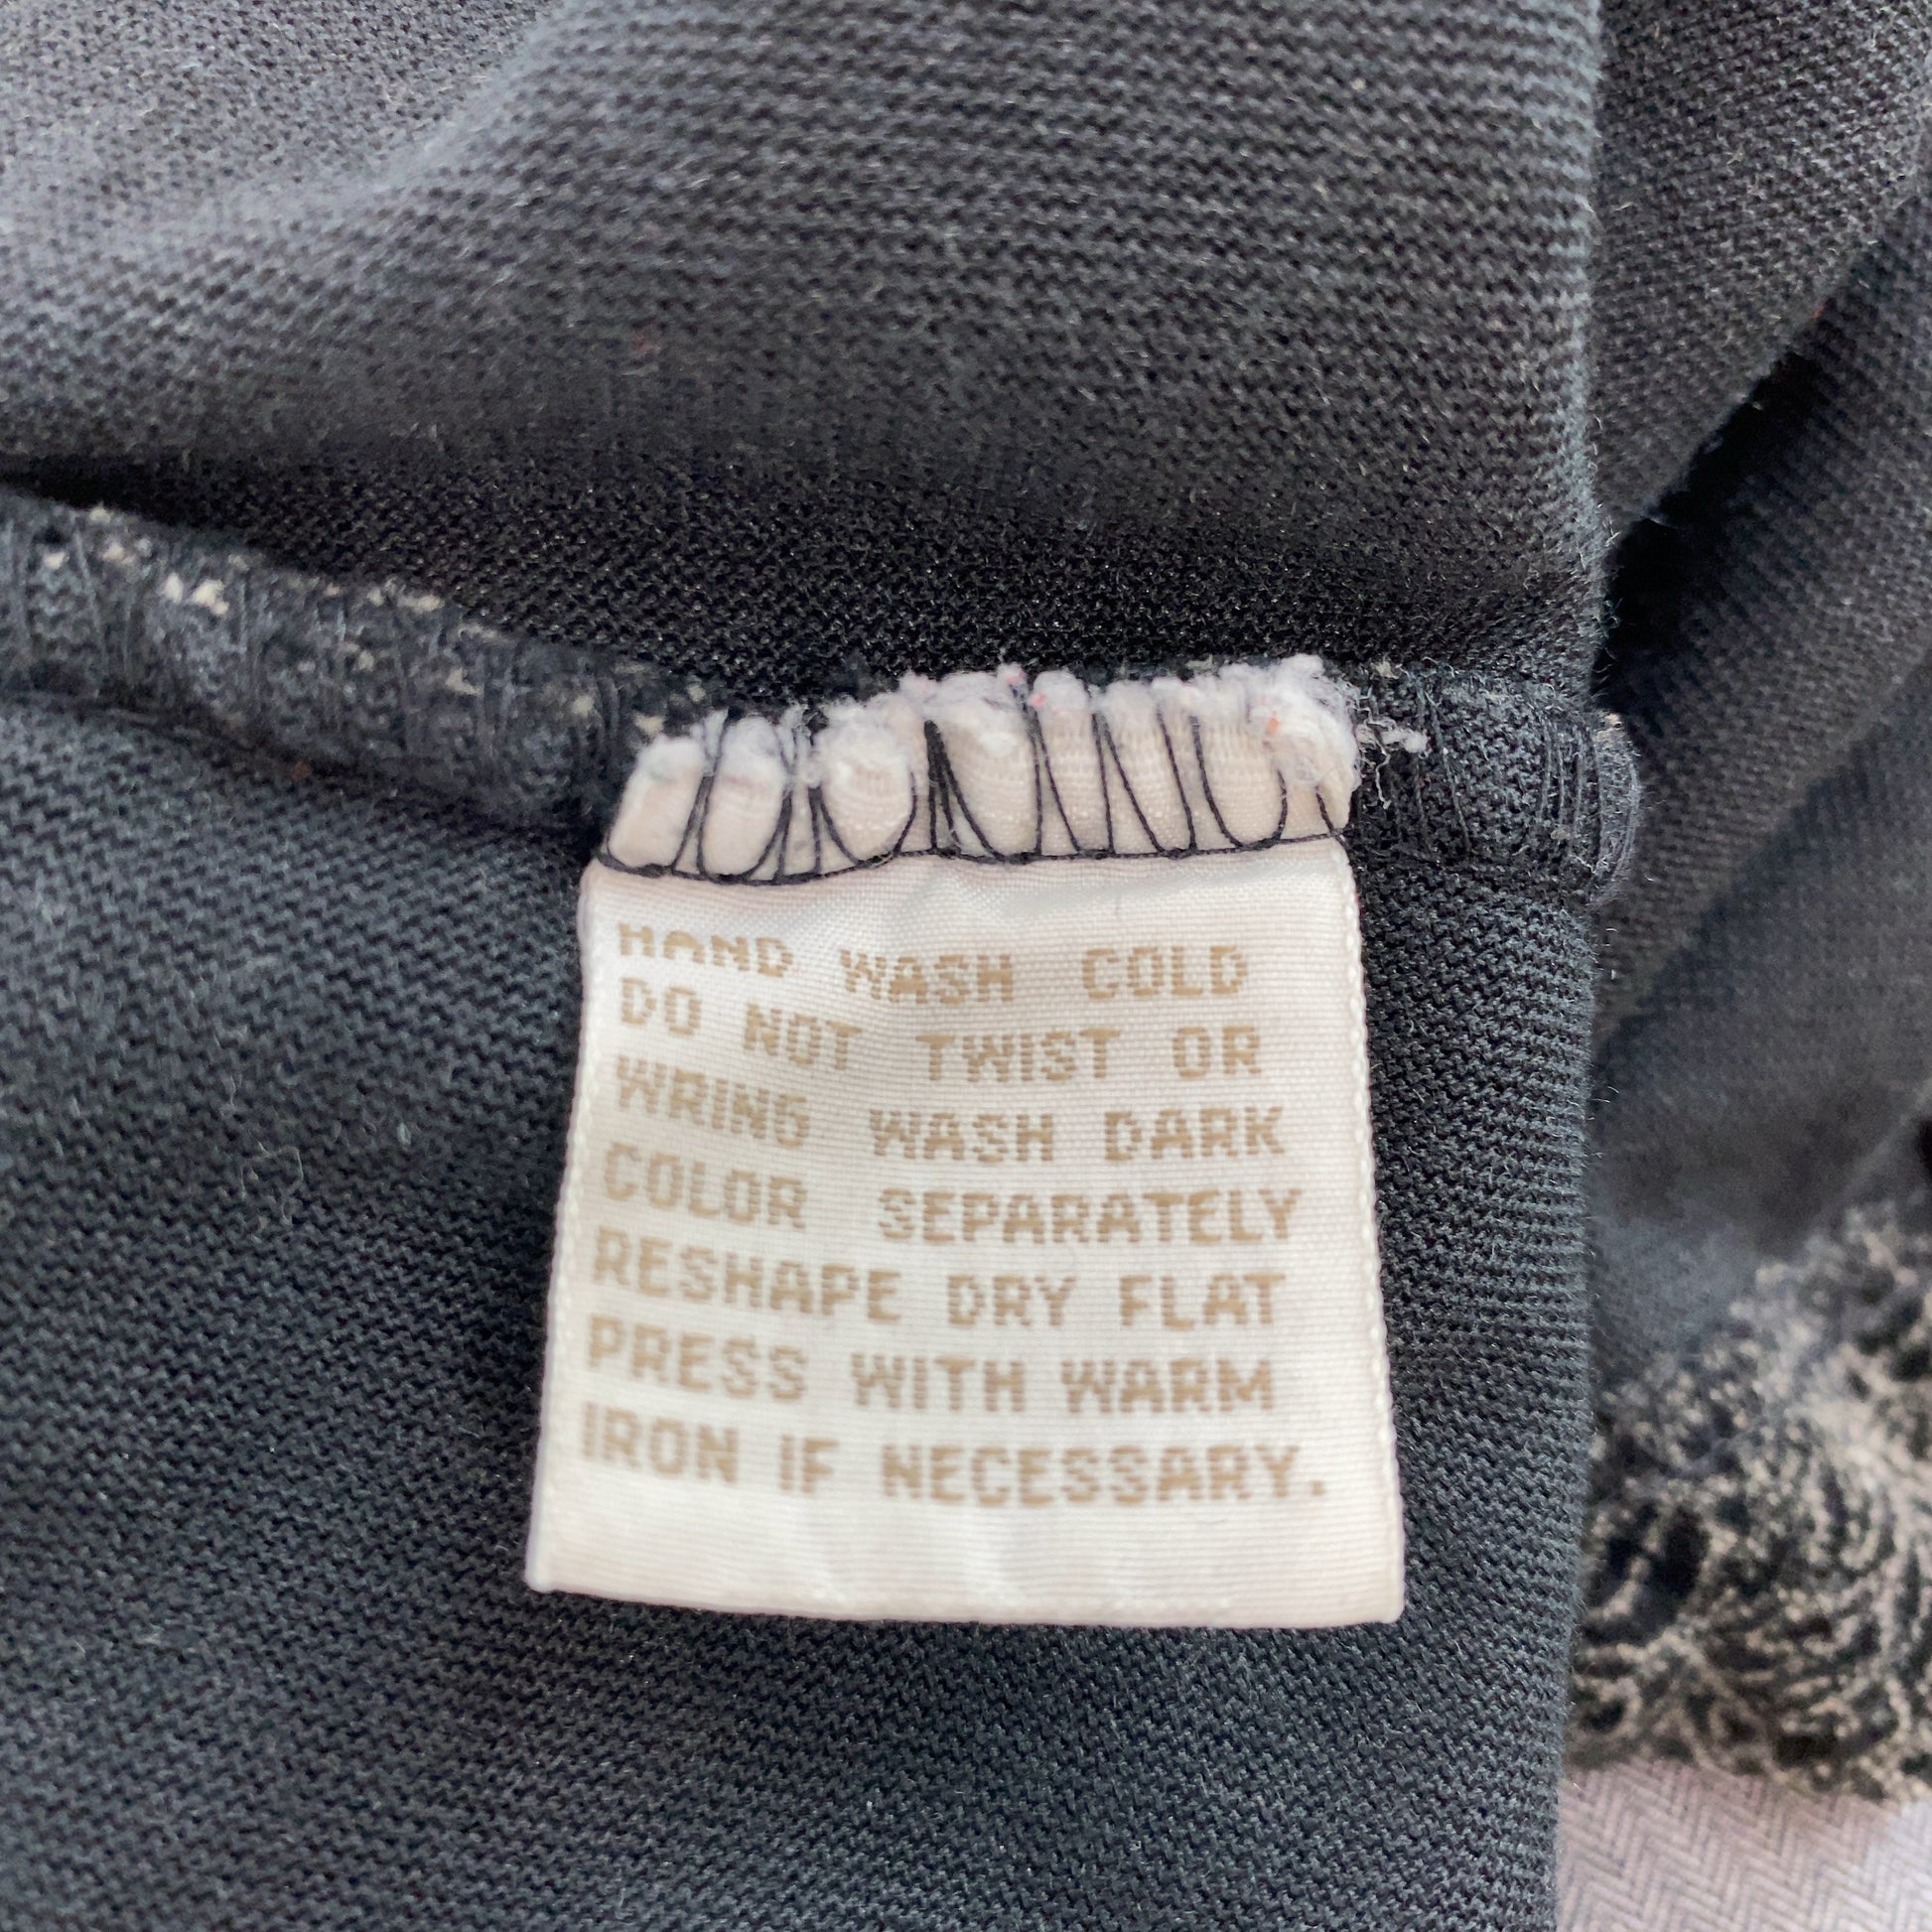 HAND WASH COLD
DO NOT TWIST OR
WRING WASH DARK
COLOR SEPARATELY
RESHAPE DRY FLAT
PRESS WITH WARM
IRON IF NECESSARY.